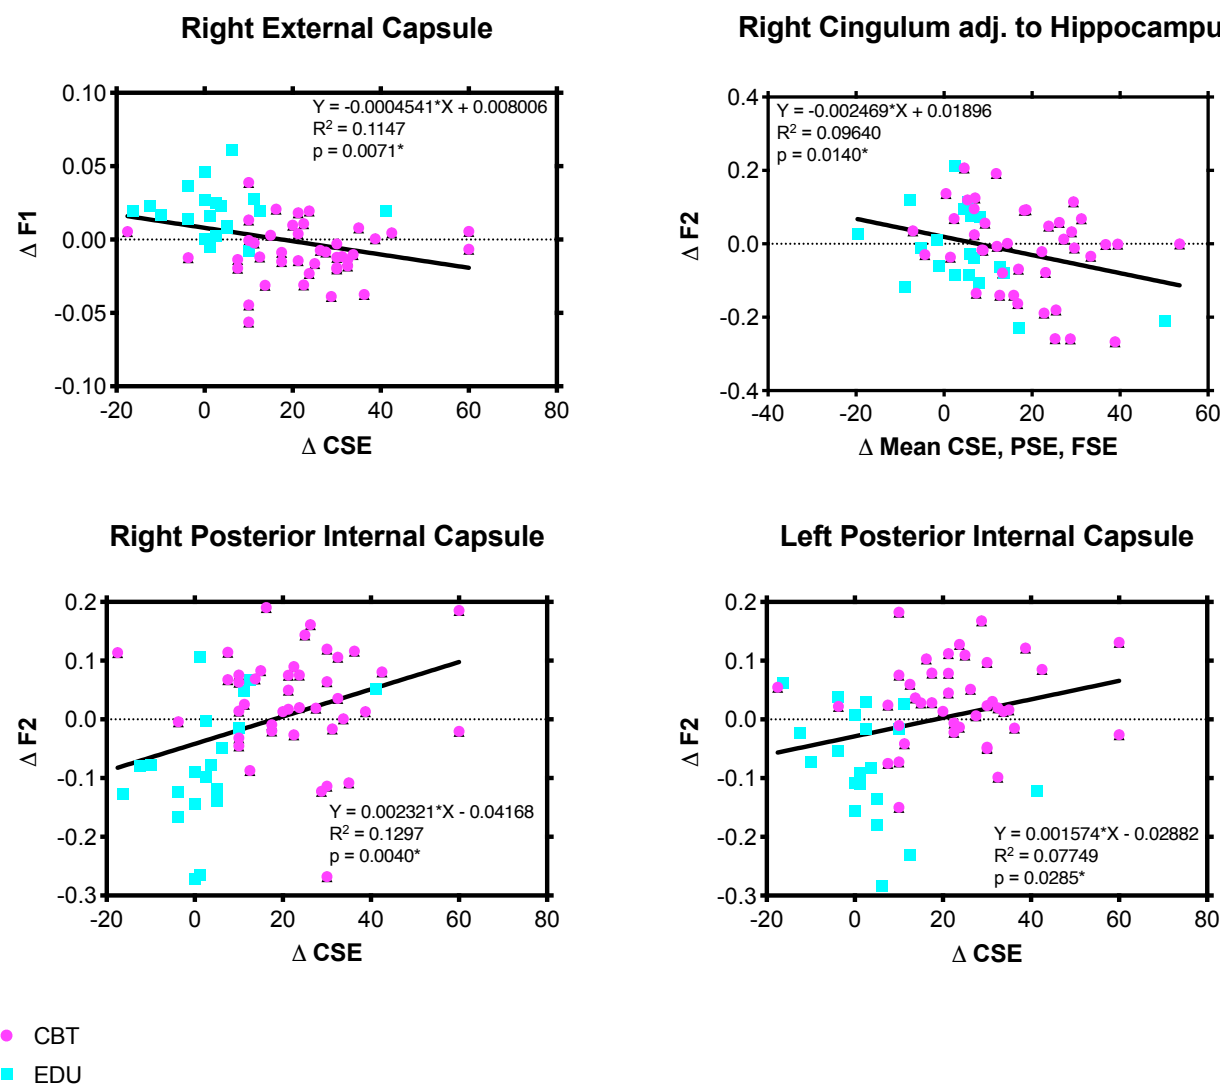 Right External Capsule
0.10
0.05
0.00
-0.05
-0.10
Δ F1
Y = -0.0004541*X + 0.008006
R² = 0.1147
p = 0.0071*
-20 0 20 40 60 80
Δ CSE
Right Cingulum adj. to Hippocampu
0.4
0.2
0.0
-0.2
-0.4
Δ F2
Y = -0.002469*X + 0.01896
R² = 0.09640
p = 0.0140*
-40 -20 0 20 40 60
Δ Mean CSE, PSE, FSE
Right Posterior Internal Capsule
0.2
0.1
0.0
-0.1
-0.2
-0.3
Δ F2
Y = 0.002321*X - 0.04168
R² = 0.1297
p = 0.0040*
-20 0 20 40 60 80
Δ CSE
Left Posterior Internal Capsule
0.2
0.1
0.0
-0.1
-0.2
-0.3
Δ F2
Y = 0.001574*X - 0.02882
R² = 0.07749
p = 0.0285*
-20 0 20 40 60 80
Δ CSE
CBT
EDU